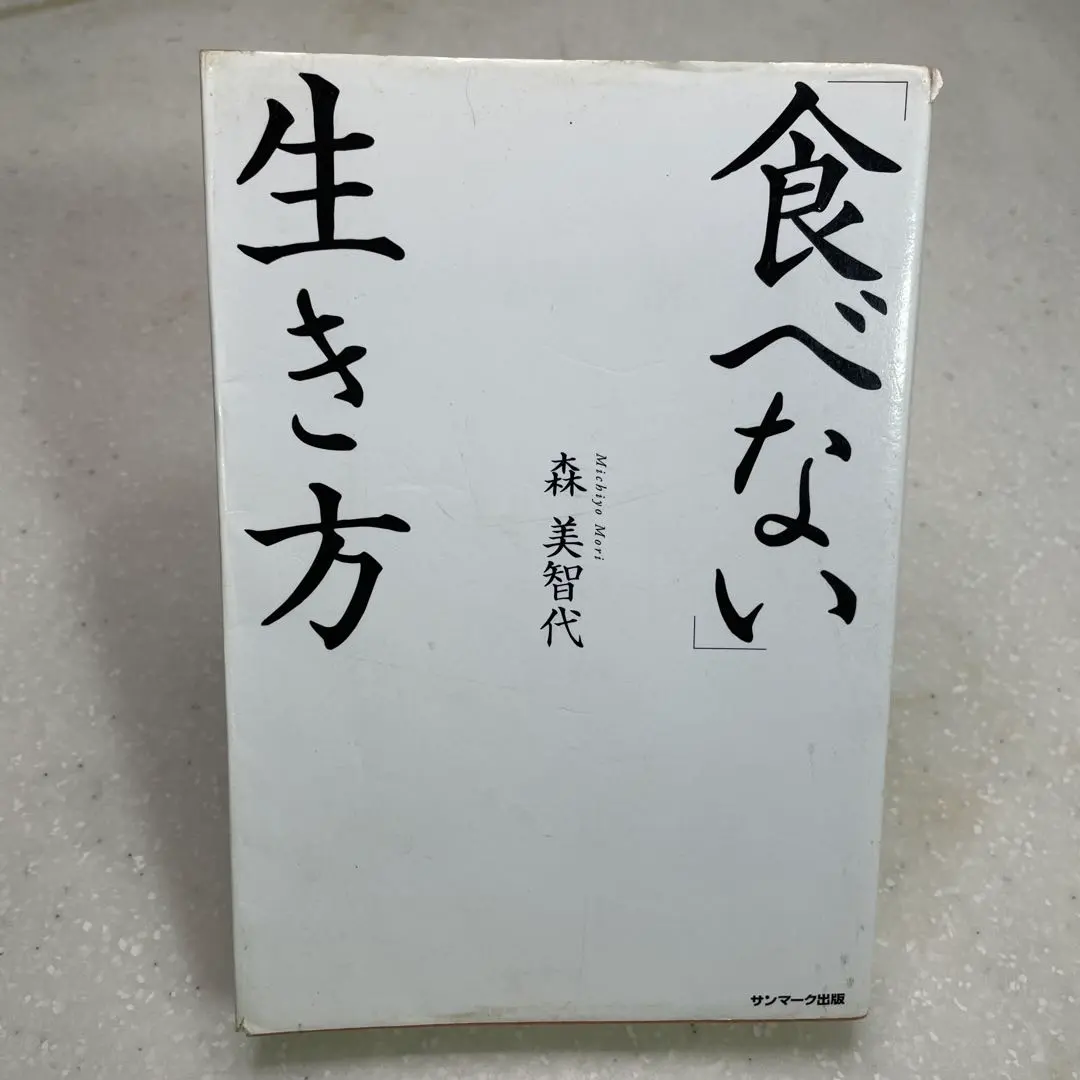 「食べない」
生き方
Michiyo Mori
森 美智代
サンマーク出版